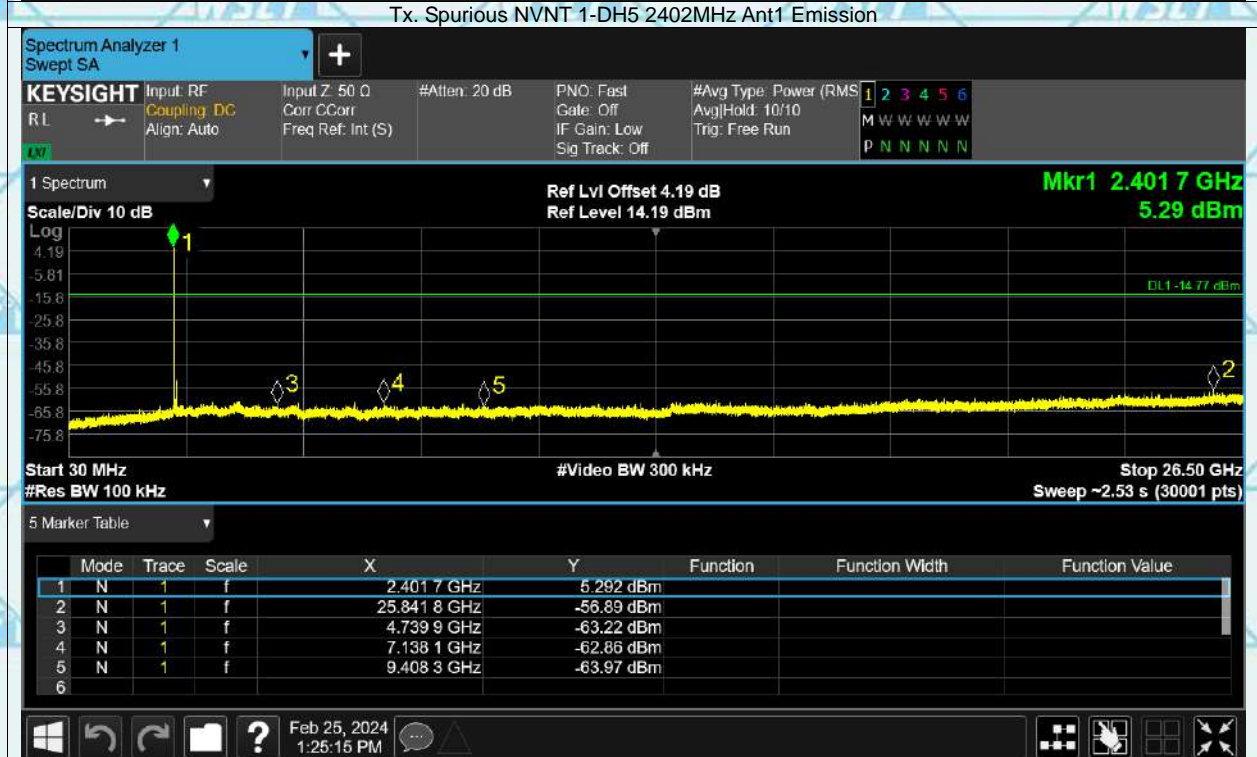 Tx. Spurious NVNT 1-DH5 2402MHz Ant1 Emission
Spectrum Analyzer 1
Swept SA
+
KEYSIGHT
RL
LXI
Input: RF
Coupling: DC
Align: Auto
Input Z: 50 Ω
Corr CCorr
Freq Ref: Int (S)
#Atten: 20 dB
PNO: Fast
Gate: Off
IF Gain: Low
Sig Track: Off
#Avg Type: Power (RMS
Avg|Hold: 10/10
Trig: Free Run
1 2 3 4 5 6
M W W W W W
P N N N N N
1 Spectrum
Scale/Div 10 dB
Ref Lvl Offset 4.19 dB
Ref Level 14.19 dBm
Mkr1 2.401 7 GHz
5.29 dBm
Log
4.19
-5.81
-15.8
-25.8
-35.8
-45.8
-55.8
-65.8
-75.8
1
DL1 -14.77 dBm
3
4
5
2
Start 30 MHz
#Res BW 100 kHz
#Video BW 300 kHz
Stop 26.50 GHz
Sweep ~2.53 s (30001 pts)
5 Marker Table
Mode Trace Scale X Y Function Function Width Function Value
1 N 1 f 2.401 7 GHz 5.292 dBm
2 N 1 f 25.841 8 GHz -56.89 dBm
3 N 1 f 4.739 9 GHz -63.22 dBm
4 N 1 f 7.138 1 GHz -62.86 dBm
5 N 1 f 9.408 3 GHz -63.97 dBm
6
?
Feb 25, 2024
1:25:15 PM